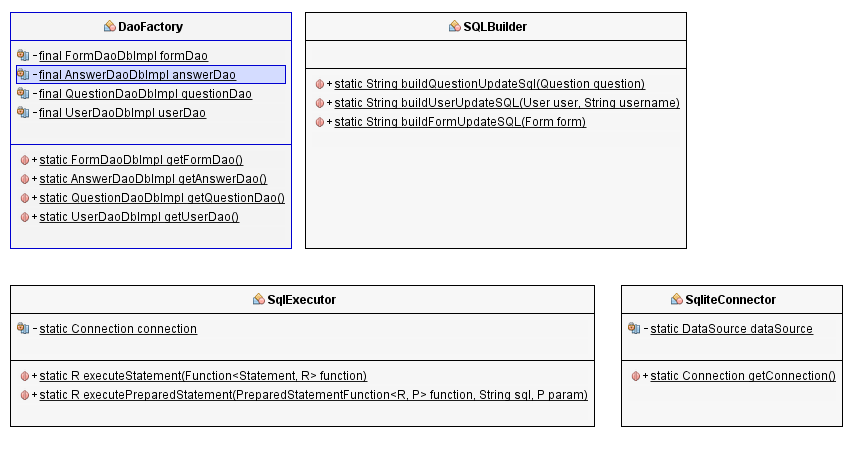 DaoFactory
-final FormDaoDbImpl formDao
-final AnswerDaoDbImpl answerDao
-final QuestionDaoDbImpl questionDao
-final UserDaoDbImpl userDao
+static FormDaoDbImpl getFormDao()
+static AnswerDaoDbImpl getAnswerDao()
+static QuestionDaoDbImpl getQuestionDao()
+static UserDaoDbImpl getUserDao()
SQLBuilder
+static String buildQuestionUpdateSql(Question question)
+static String buildUserUpdateSQL(User user, String username)
+static String buildFormUpdateSQL(Form form)
SqlExecutor
-static Connection connection
+static R executeStatement(Function<Statement, R> function)
+static R executePreparedStatement(PreparedStatementFunction<R, P> function, String sql, P param)
SqliteConnector
-static DataSource dataSource
+static Connection getConnection()